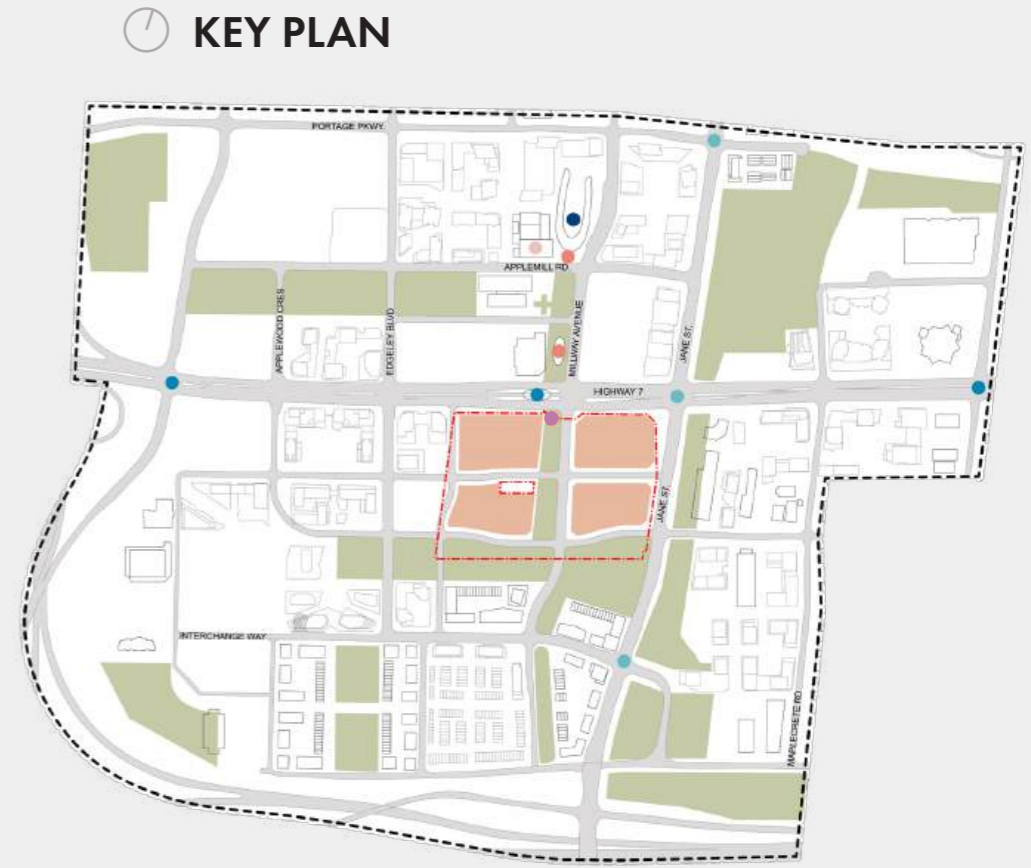 KEY PLAN
PORTAGE PKWY.
APPLEMILL RD
APPLEWOOD CRES
EDGELEY BLVD
MILLWAY AVENUE
JANE ST.
HIGHWAY 7
JANE ST.
INTERCHANGE WAY
MAPLECRETE RD